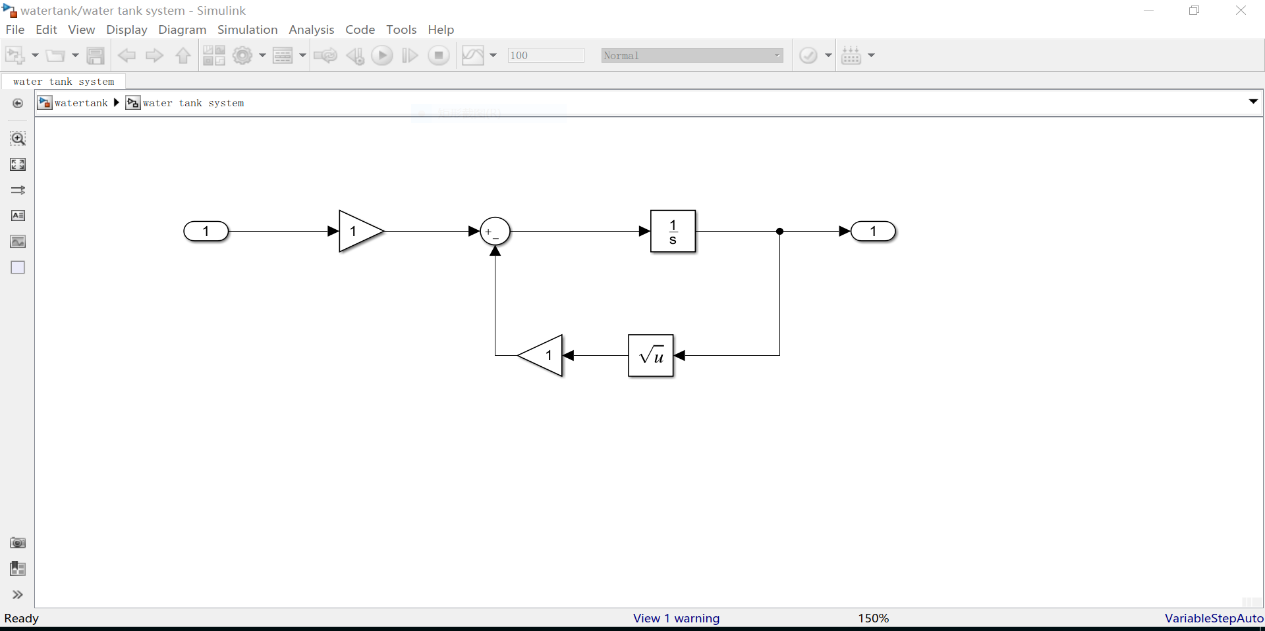 watertank/water tank system - Simulink
File Edit View Display Diagram Simulation Analysis Code Tools Help
100 Normal
water tank system
watertank water tank system
1 1 + − 1/s 1
1 √u
Ready View 1 warning 150% VariableStepAuto